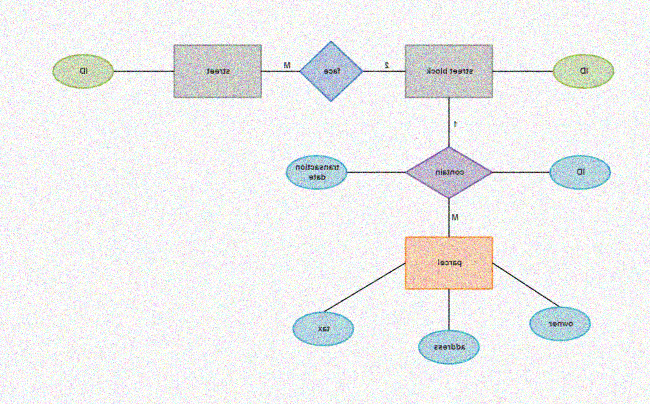 ID
street
M
face
2
street block
ID
1
transaction
date
contain
ID
M
parcel
tax
address
owner